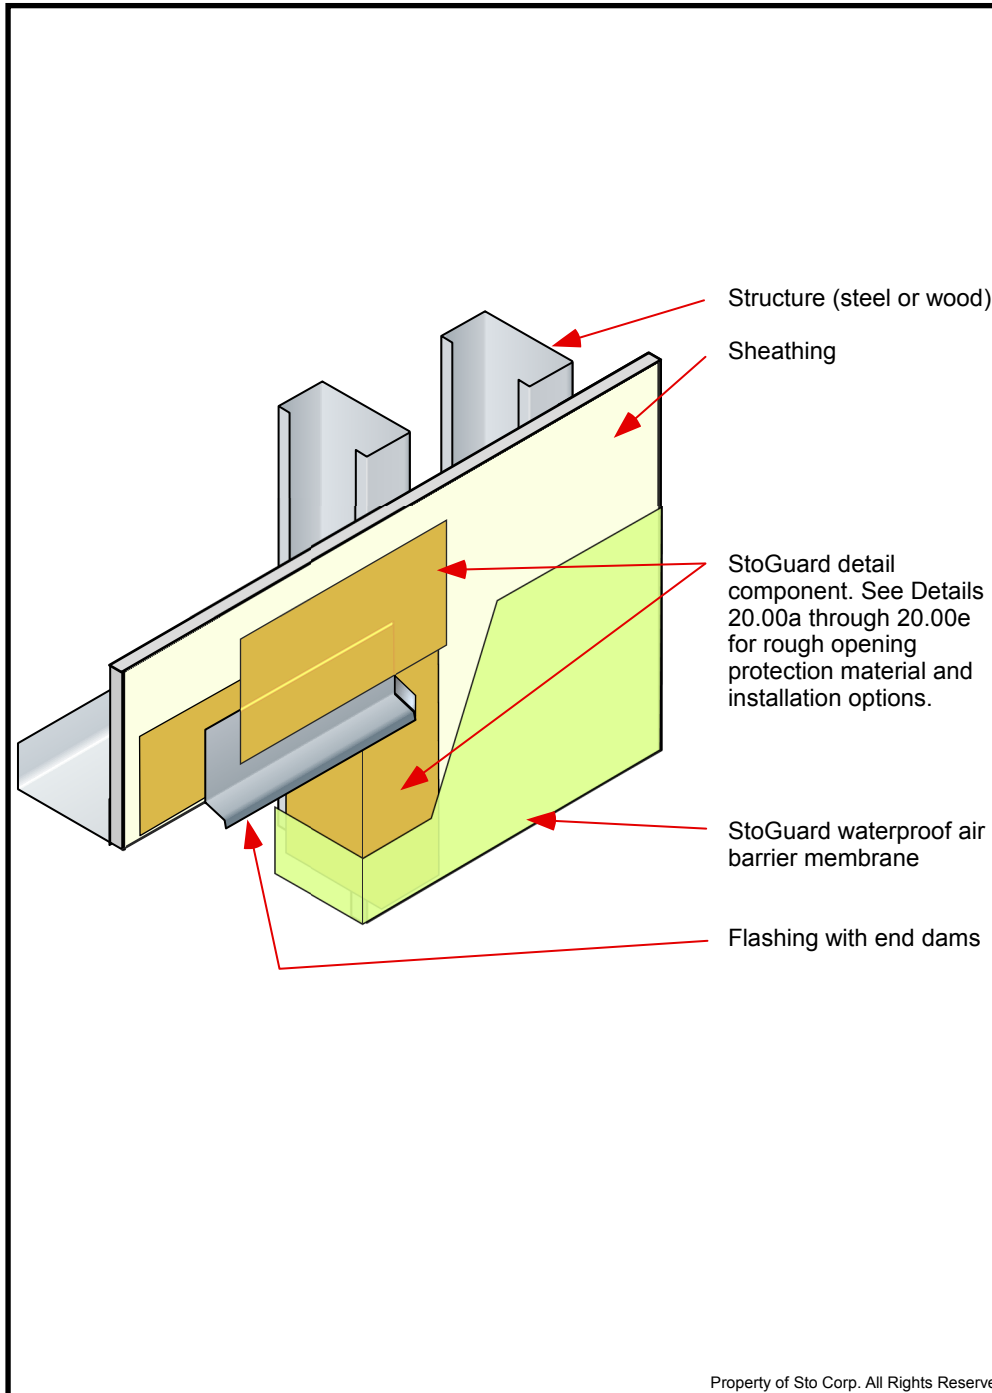 Structure (steel or wood)
Sheathing
StoGuard detail
component. See Details
20.00a through 20.00e
for rough opening
protection material and
installation options.
StoGuard waterproof air
barrier membrane
Flashing with end dams
Property of Sto Corp. All Rights Reserve